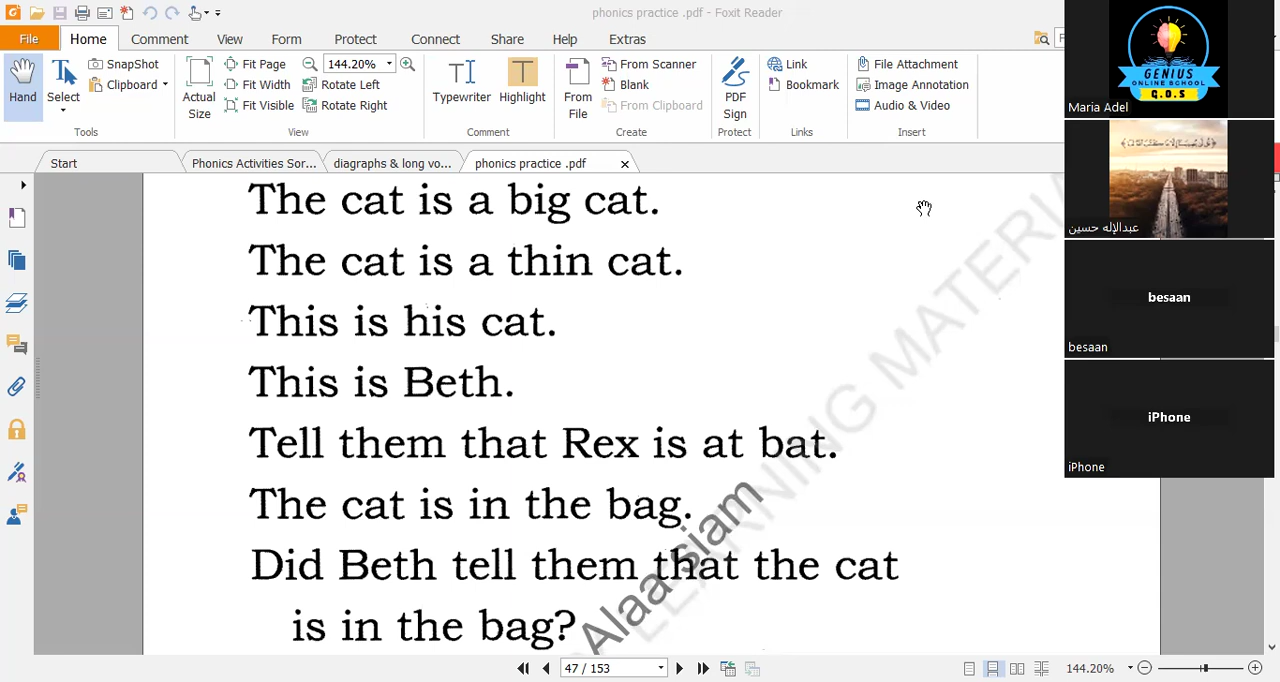 phonics practice .pdf - Foxit Reader
File Home Comment View Form Protect Connect Share Help Extras
Hand
Select
SnapShot
Clipboard
Tools
Actual Size
Fit Page
Fit Width
Fit Visible
144.20%
Rotate Left
Rotate Right
View
Typewriter
Highlight
Comment
From File
From Scanner
Blank
From Clipboard
Create
PDF Sign
Protect
Link
Bookmark
Links
File Attachment
Image Annotation
Audio & Video
Insert
Start
Phonics Activities Sor...
diagraphs & long vo...
phonics practice .pdf
The cat is a big cat.
The cat is a thin cat.
This is his cat.
This is Beth.
Tell them that Rex is at bat.
The cat is in the bag.
Did Beth tell them that the cat
is in the bag?
Alaa siam
LEARNING MATERIA
GENIUS
ONLINE SCHOOL
G.O.S
Maria Adel
عبدالإله حسين
besaan
besaan
iPhone
iPhone
47 / 153
144.20%